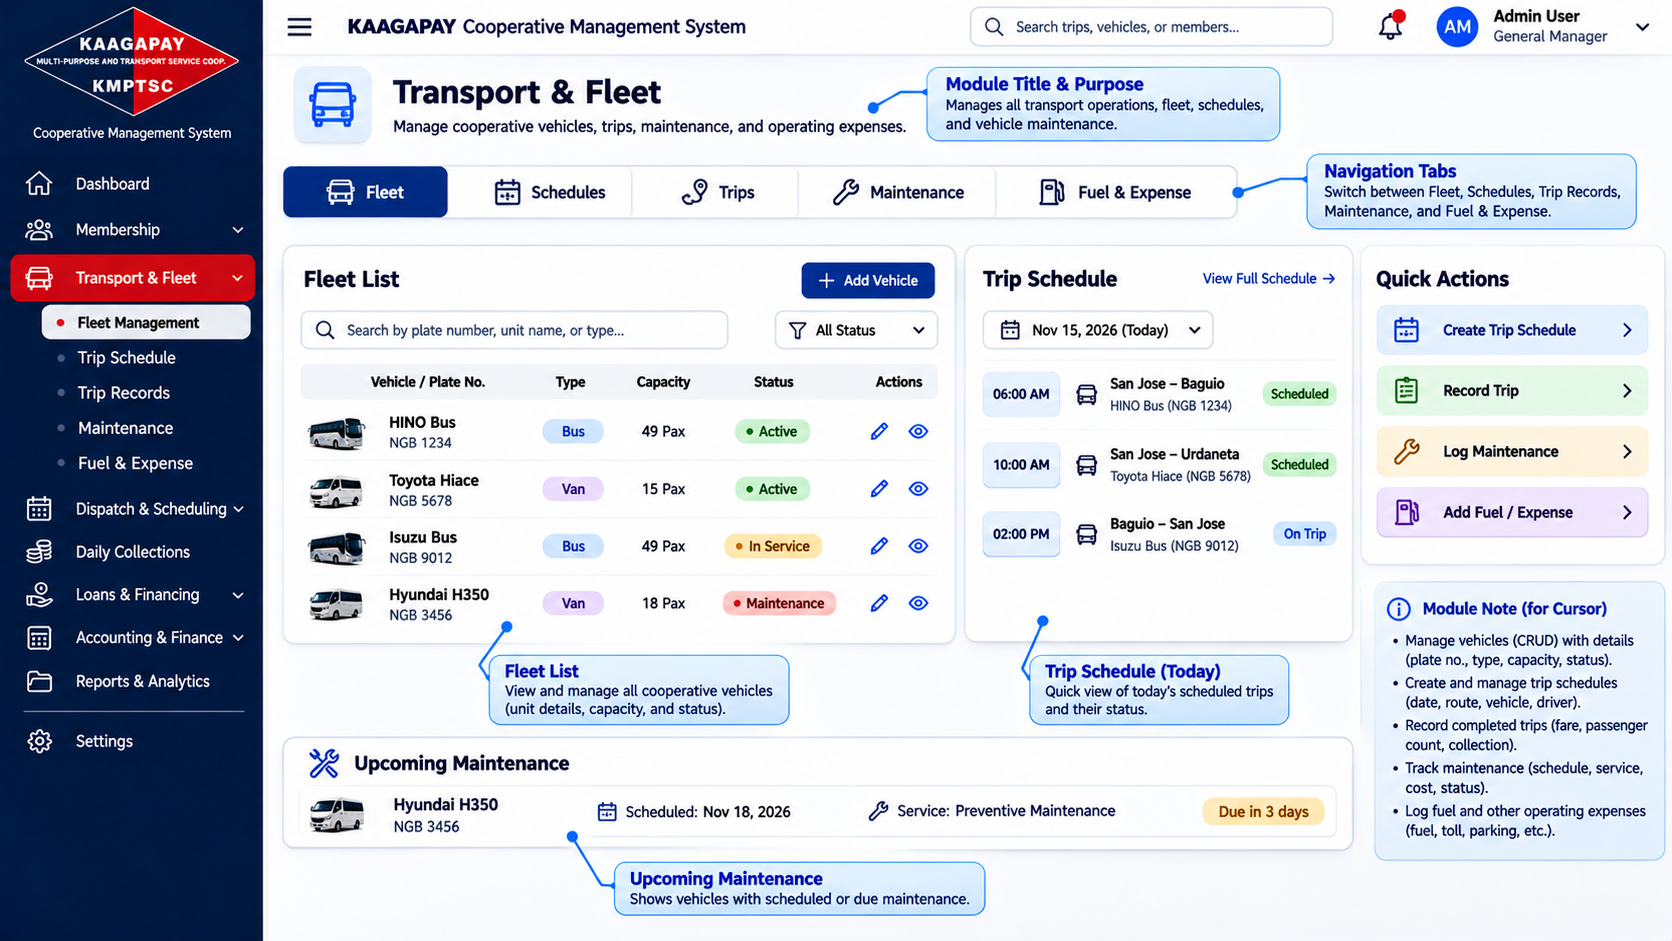 KAAGAPAY
MULTI-PURPOSE AND TRANSPORT SERVICE COOP.
KMPTSC
Cooperative Management System
Dashboard
Membership
Transport & Fleet
Fleet Management
Trip Schedule
Trip Records
Maintenance
Fuel & Expense
Dispatch & Scheduling
Daily Collections
Loans & Financing
Accounting & Finance
Reports & Analytics
Settings
KAAGAPAY Cooperative Management System
Search trips, vehicles, or members...
AM
Admin User
General Manager
Transport & Fleet
Manage cooperative vehicles, trips, maintenance, and operating expenses.
Module Title & Purpose
Manages all transport operations, fleet, schedules,
and vehicle maintenance.
Fleet
Schedules
Trips
Maintenance
Fuel & Expense
Navigation Tabs
Switch between Fleet, Schedules, Trip Records,
Maintenance, and Fuel & Expense.
Fleet List
+ Add Vehicle
Search by plate number, unit name, or type...
All Status
Vehicle / Plate No. Type Capacity Status Actions
HINO Bus
NGB 1234
Bus 49 Pax Active
Toyota Hiace
NGB 5678
Van 15 Pax Active
Isuzu Bus
NGB 9012
Bus 49 Pax In Service
Hyundai H350
NGB 3456
Van 18 Pax Maintenance
Fleet List
View and manage all cooperative vehicles
(unit details, capacity, and status).
Trip Schedule
View Full Schedule →
Nov 15, 2026 (Today)
06:00 AM
San Jose – Baguio
HINO Bus (NGB 1234)
Scheduled
10:00 AM
San Jose – Urdaneta
Toyota Hiace (NGB 5678)
Scheduled
02:00 PM
Baguio – San Jose
Isuzu Bus (NGB 9012)
On Trip
Trip Schedule (Today)
Quick view of today's scheduled trips
and their status.
Quick Actions
Create Trip Schedule
Record Trip
Log Maintenance
Add Fuel / Expense
Module Note (for Cursor)
• Manage vehicles (CRUD) with details
(plate no., type, capacity, status).
• Create and manage trip schedules
(date, route, vehicle, driver).
• Record completed trips (fare, passenger
count, collection).
• Track maintenance (schedule, service,
cost, status).
• Log fuel and other operating expenses
(fuel, toll, parking, etc.).
Upcoming Maintenance
Hyundai H350
NGB 3456
Scheduled: Nov 18, 2026
Service: Preventive Maintenance
Due in 3 days
Upcoming Maintenance
Shows vehicles with scheduled or due maintenance.